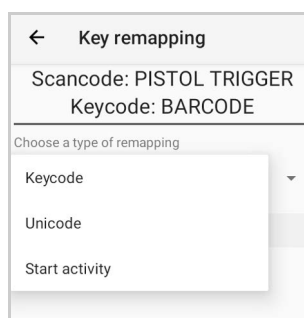 Key remapping
Scancode: PISTOL TRIGGER
Keycode: BARCODE
Choose a type of remapping
Keycode
Unicode
Start activity